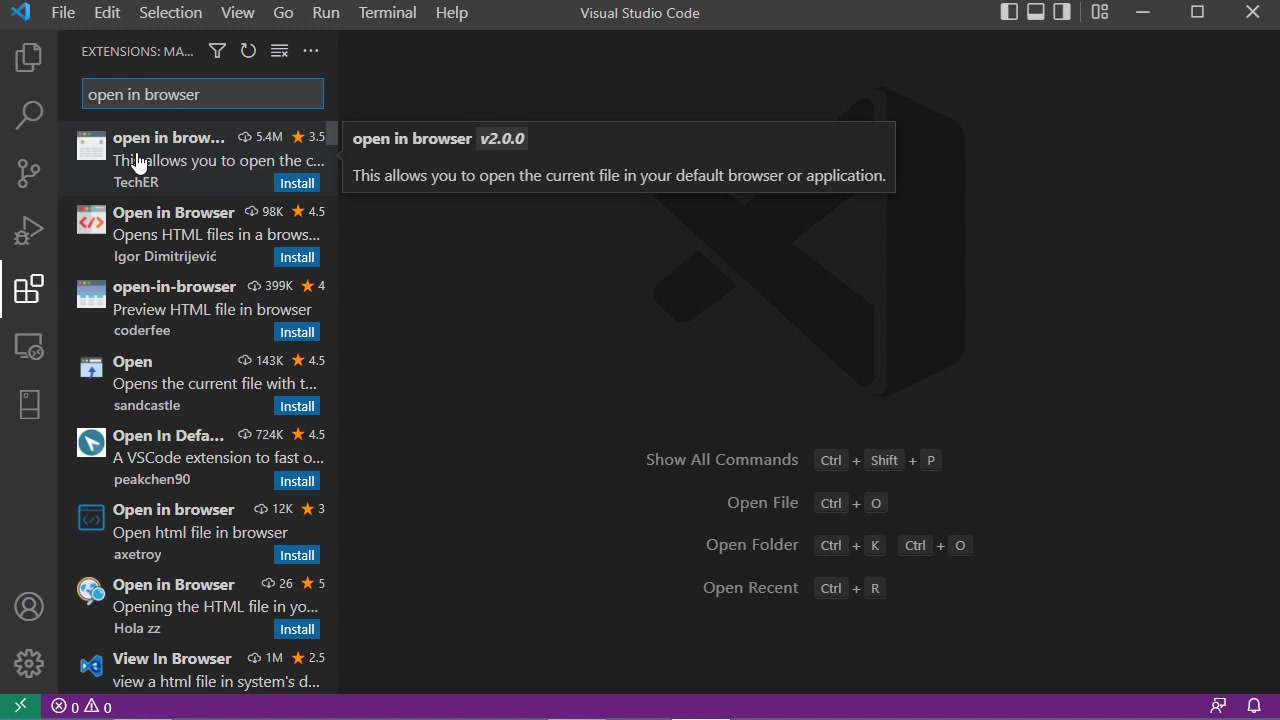 File Edit Selection View Go Run Terminal Help Visual Studio Code
EXTENSIONS: MA...
open in browser
open in brow... 5.4M 3.5
This allows you to open the c...
TechER Install
open in browser v2.0.0
This allows you to open the current file in your default browser or application.
Open in Browser 98K 4.5
Opens HTML files in a brows...
Igor Dimitrijević Install
open-in-browser 399K 4
Preview HTML file in browser
coderfee Install
Open 143K 4.5
Opens the current file with t...
sandcastle Install
Open In Defa... 724K 4.5
A VSCode extension to fast o...
peakchen90 Install
Open in browser 12K 3
Open html file in browser
axetroy Install
Open in Browser 26 5
Opening the HTML file in yo...
Hola zz Install
View In Browser 1M 2.5
view a html file in system's d...
Show All Commands Ctrl + Shift + P
Open File Ctrl + O
Open Folder Ctrl + K Ctrl + O
Open Recent Ctrl + R
0 0